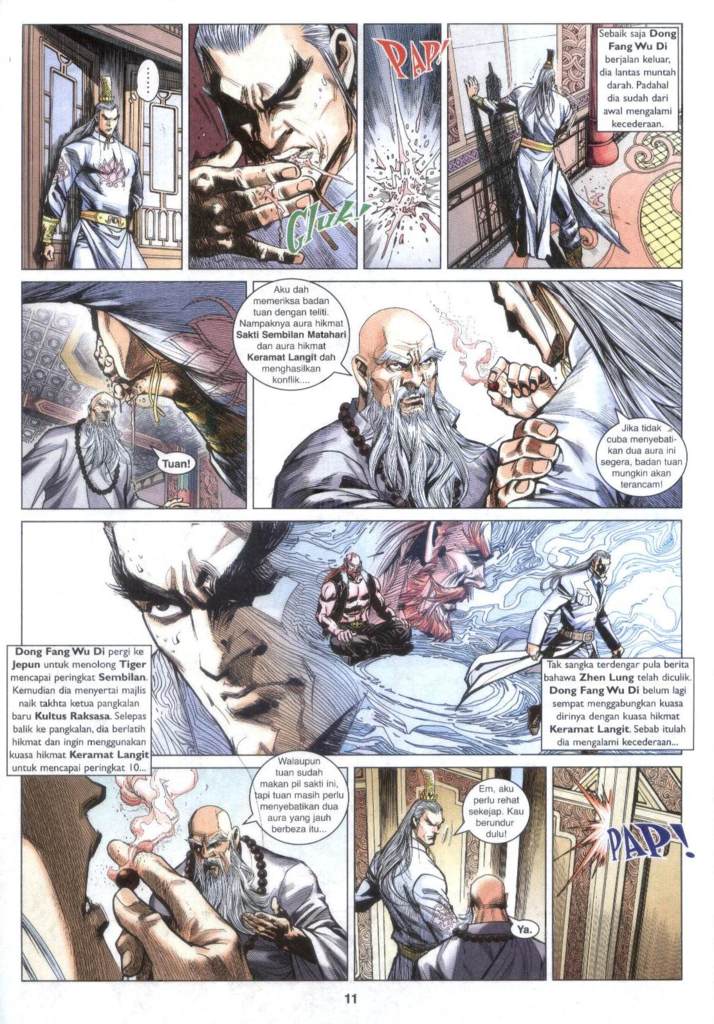 ......
Gluk!
PAP!
Sebaik saja Dong
Fang Wu Di
berjalan keluar,
dia lantas muntah
darah. Padahal
dia sudah dari
awal mengalami
kecederaan.
Tuan!
Aku dah
memeriksa badan
tuan dengan teliti.
Nampaknya aura hikmat
Sakti Sembilan Matahari
dan aura hikmat
Keramat Langit dah
menghasilkan
konflik....
Jika tidak
cuba menyebati-
kan dua aura ini
segera, badan tuan
mungkin akan
terancam!
Dong Fang Wu Di pergi ke
Jepun untuk menolong Tiger
mencapai peringkat Sembilan.
Kemudian dia menyertai majlis
naik takhta ketua pangkalan
baru Kultus Raksasa. Selepas
balik ke pangkalan, dia berlatih
hikmat dan ingin menggunakan
kuasa hikmat Keramat Langit
untuk mencapai peringkat 10...
Tak sangka terdengar pula berita
bahawa Zhen Lung telah diculik.
Dong Fang Wu Di belum lagi
sempat menggabungkan kuasa
dirinya dengan kuasa hikmat
Keramat Langit. Sebab itulah
dia mengalami kecederaan...
Walaupun
tuan sudah
makan pil sakti ini,
tapi tuan masih perlu
menyebatikan dua
aura yang jauh
berbeza itu...
Em, aku
perlu rehat
sekejap. Kau
berundur
dulu!
Ya.
PAP!
11